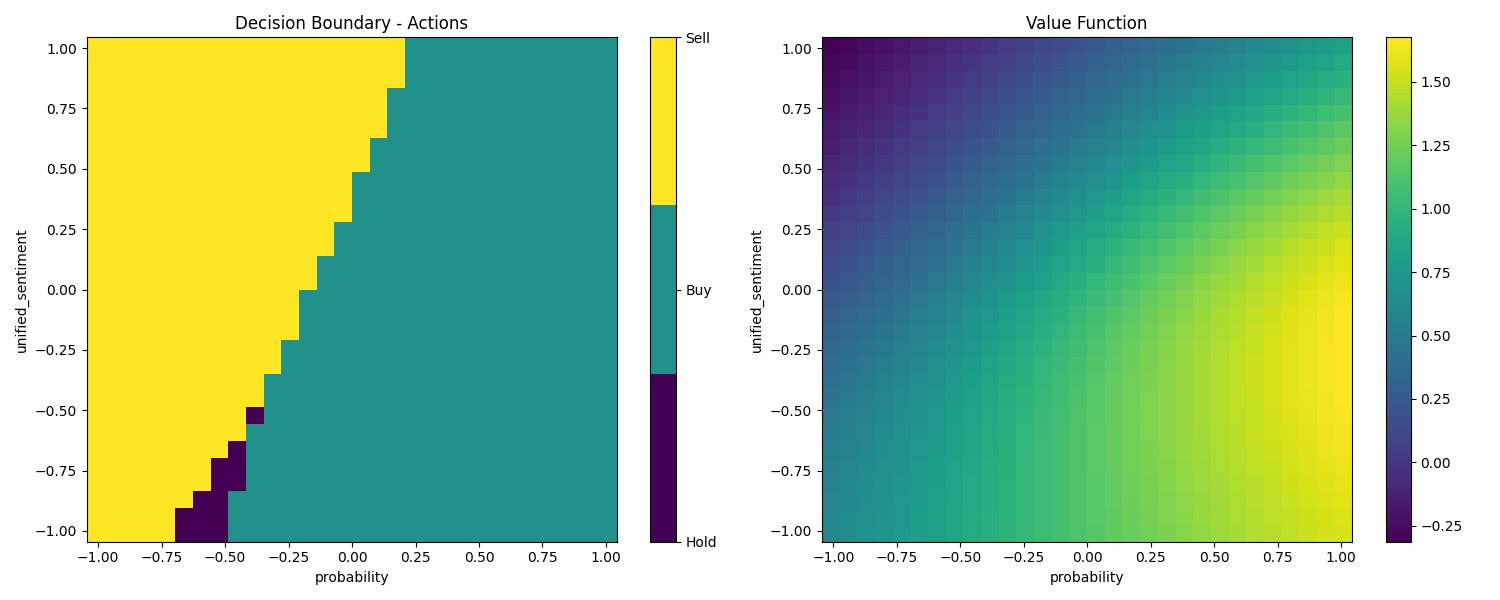 Decision Boundary - Actions
unified_sentiment
1.00
0.75
0.50
0.25
0.00
−0.25
−0.50
−0.75
−1.00
−1.00 −0.75 −0.50 −0.25 0.00 0.25 0.50 0.75 1.00
probability
Sell
Buy
Hold
Value Function
unified_sentiment
1.00
0.75
0.50
0.25
0.00
−0.25
−0.50
−0.75
−1.00
−1.00 −0.75 −0.50 −0.25 0.00 0.25 0.50 0.75 1.00
probability
1.50
1.25
1.00
0.75
0.50
0.25
0.00
−0.25